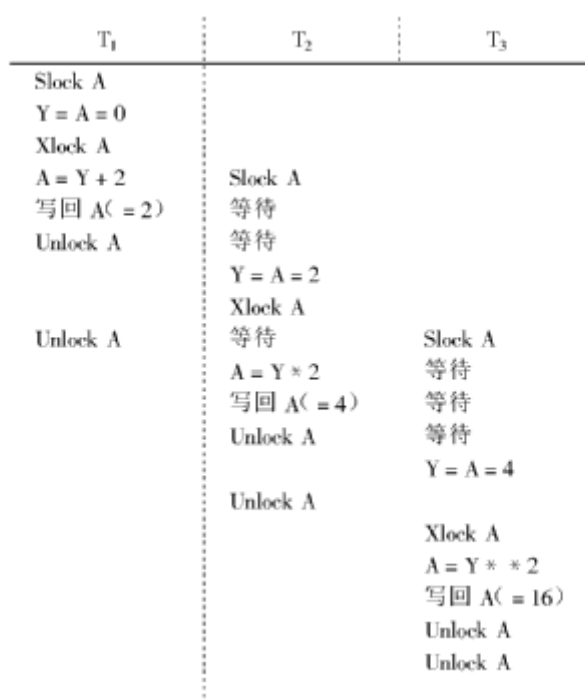 T₁ T₂ T₃
Slock A
Y = A = 0
Xlock A
A = Y + 2 Slock A
写回 A( = 2) 等待
Unlock A 等待
Y = A = 2
Xlock A
Unlock A 等待 Slock A
A = Y * 2 等待
写回 A( = 4) 等待
Unlock A 等待
Y = A = 4
Unlock A
Xlock A
A = Y * * 2
写回 A( = 16)
Unlock A
Unlock A